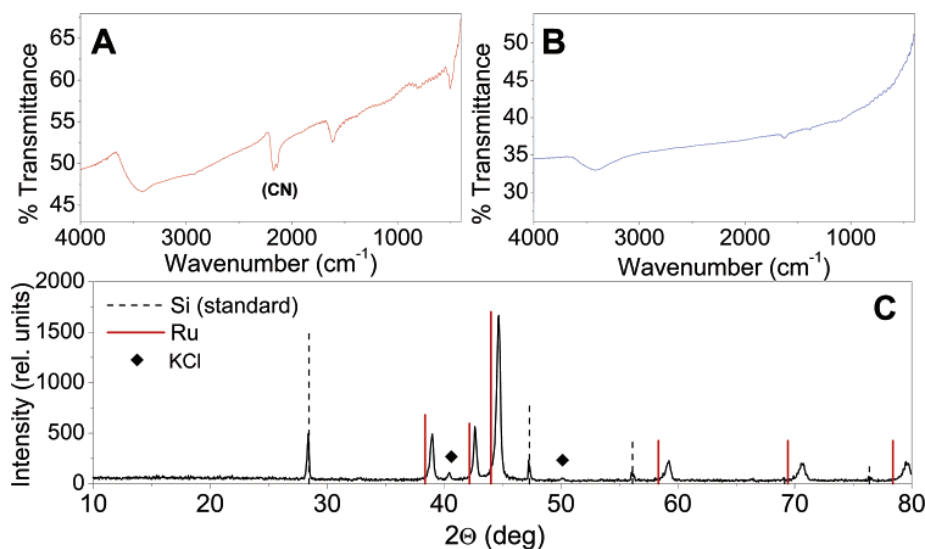 A
% Transmittance
65
60
55
50
45
(CN)
4000
3000
2000
1000
Wavenumber (cm⁻¹)
B
% Transmittance
50
45
40
35
30
4000
3000
2000
1000
Wavenumber (cm⁻¹)
C
Intensity (rel. units)
2000
1500
1000
500
0
Si (standard)
Ru
KCl
10
20
30
40
50
60
70
80
2Θ (deg)